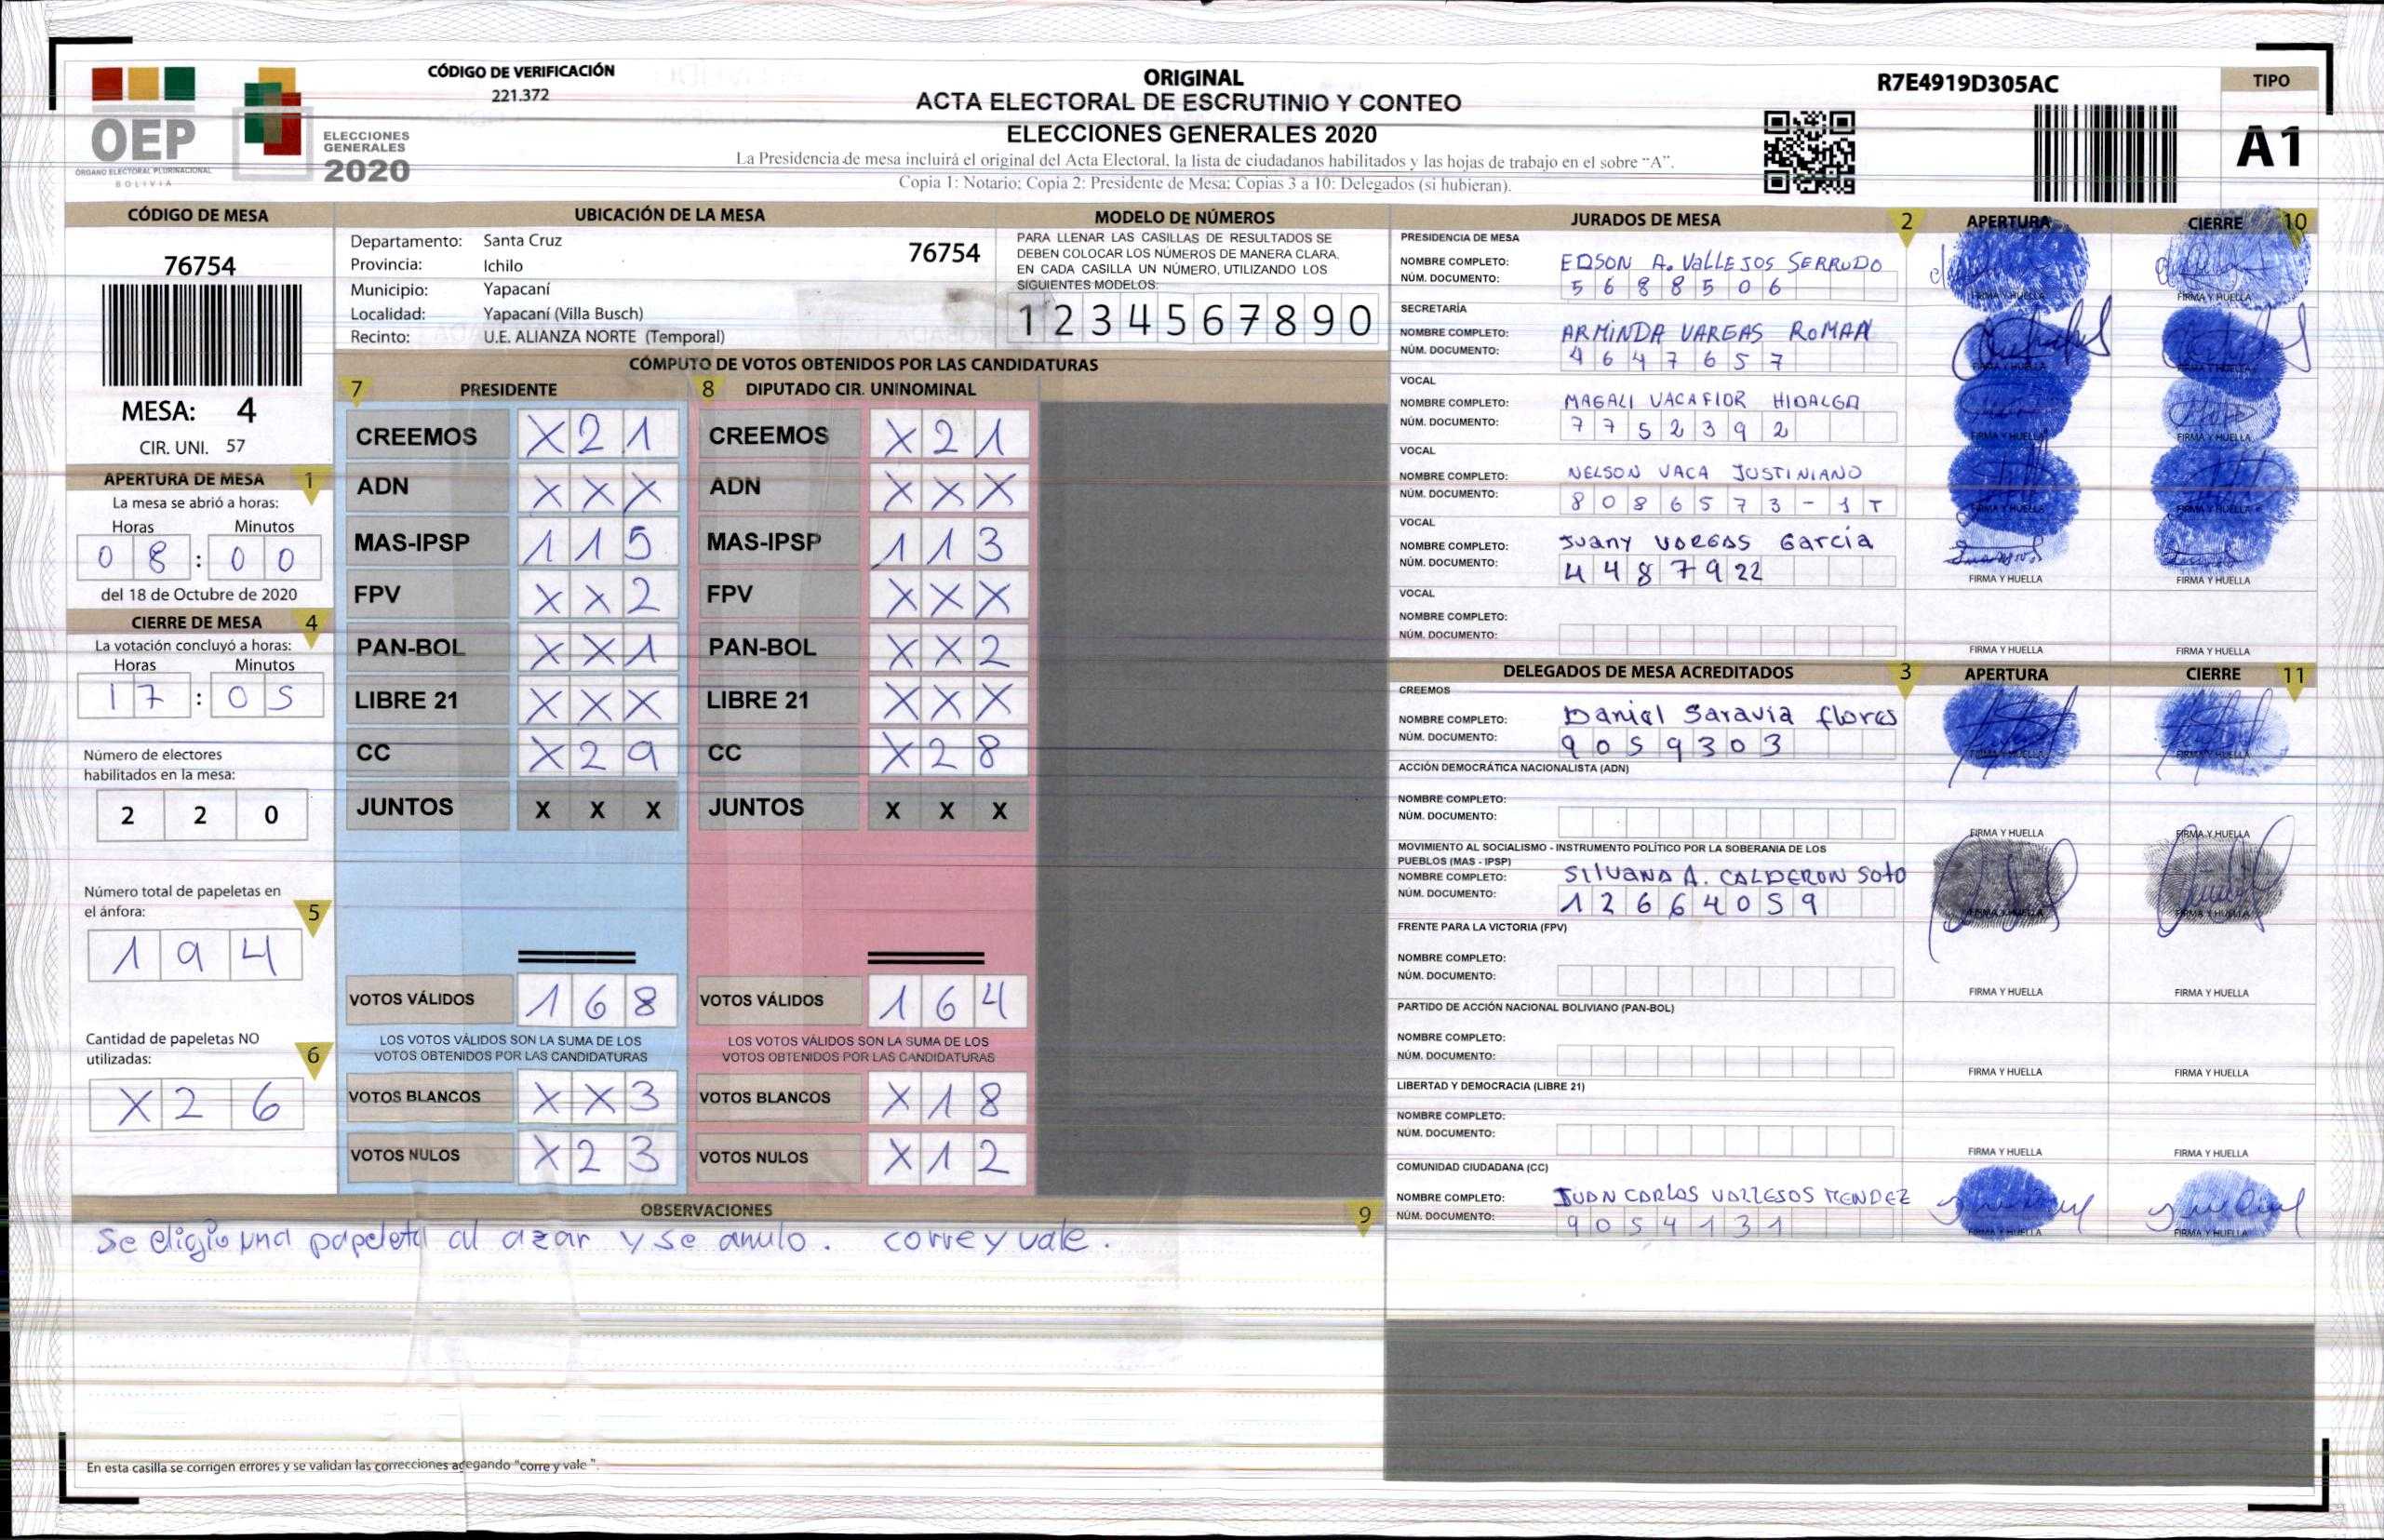 CÓDIGO DE VERIFICACIÓN
221.372
OEP
ÓRGANO ELECTORAL PLURINACIONAL
BOLIVIA
ELECCIONES
GENERALES
2020
ORIGINAL
ACTA ELECTORAL DE ESCRUTINIO Y CONTEO
ELECCIONES GENERALES 2020
La Presidencia de mesa incluirá el original del Acta Electoral, la lista de ciudadanos habilitados y las hojas de trabajo en el sobre "A".
Copia 1: Notario; Copia 2: Presidente de Mesa; Copias 3 a 10: Delegados (si hubieran).
R7E4919D305AC
TIPO
A1
CÓDIGO DE MESA
76754
MESA: 4
CIR. UNI. 57
APERTURA DE MESA 1
La mesa se abrió a horas:
Horas Minutos
0 8 : 0 0
del 18 de Octubre de 2020
CIERRE DE MESA 4
La votación concluyó a horas:
Horas Minutos
1 7 : 0 5
Número de electores
habilitados en la mesa:
2 2 0
Número total de papeletas en
el ánfora: 5
1 9 4
Cantidad de papeletas NO
utilizadas: 6
X 2 6
UBICACIÓN DE LA MESA
Departamento: Santa Cruz 76754
Provincia: Ichilo
Municipio: Yapacaní
Localidad: Yapacaní (Villa Busch)
Recinto: U.E. ALIANZA NORTE (Temporal)
MODELO DE NÚMEROS
PARA LLENAR LAS CASILLAS DE RESULTADOS SE
DEBEN COLOCAR LOS NÚMEROS DE MANERA CLARA,
EN CADA CASILLA UN NÚMERO, UTILIZANDO LOS
SIGUIENTES MODELOS:
1 2 3 4 5 6 7 8 9 0
CÓMPUTO DE VOTOS OBTENIDOS POR LAS CANDIDATURAS
7 PRESIDENTE 8 DIPUTADO CIR. UNINOMINAL
CREEMOS X 2 1 CREEMOS X 2 1
ADN X X X ADN X X X
MAS-IPSP 1 1 5 MAS-IPSP 1 1 3
FPV X X 2 FPV X X X
PAN-BOL X X 1 PAN-BOL X X 2
LIBRE 21 X X X LIBRE 21 X X X
CC X 2 9 CC X 2 8
JUNTOS X X X JUNTOS X X X
VOTOS VÁLIDOS 1 6 8 VOTOS VÁLIDOS 1 6 4
LOS VOTOS VÁLIDOS SON LA SUMA DE LOS LOS VOTOS VÁLIDOS SON LA SUMA DE LOS
VOTOS OBTENIDOS POR LAS CANDIDATURAS VOTOS OBTENIDOS POR LAS CANDIDATURAS
VOTOS BLANCOS X X 3 VOTOS BLANCOS X 1 8
VOTOS NULOS X 2 3 VOTOS NULOS X 1 2
OBSERVACIONES 9
Se eligio una papeleta al azar y se anulo. corre y vale.
En esta casilla se corrigen errores y se validan las correcciones agegando "corre y vale".
JURADOS DE MESA 2 APERTURA CIERRE 10
PRESIDENCIA DE MESA
NOMBRE COMPLETO: EDSON A. VALLEJOS SERRUDO
NÚM. DOCUMENTO: 5 6 8 8 5 0 6
FIRMA Y HUELLA FIRMA Y HUELLA
SECRETARÍA
NOMBRE COMPLETO: ARMINDA VARGAS ROMAN
NÚM. DOCUMENTO: 4 6 4 7 6 5 7
FIRMA Y HUELLA FIRMA Y HUELLA
VOCAL
NOMBRE COMPLETO: MAGALI VACAFLOR HIDALGO
NÚM. DOCUMENTO: 7 7 5 2 3 9 2
FIRMA Y HUELLA FIRMA Y HUELLA
VOCAL
NOMBRE COMPLETO: NELSON VACA JUSTINIANO
NÚM. DOCUMENTO: 8 0 8 6 5 7 3 - 1 T
FIRMA Y HUELLA FIRMA Y HUELLA
VOCAL
NOMBRE COMPLETO: Juany VARGAS Garcia
NÚM. DOCUMENTO: 4 4 8 7 9 2 2
FIRMA Y HUELLA FIRMA Y HUELLA
VOCAL
NOMBRE COMPLETO:
NÚM. DOCUMENTO:
FIRMA Y HUELLA FIRMA Y HUELLA
DELEGADOS DE MESA ACREDITADOS 3 APERTURA CIERRE 11
CREEMOS
NOMBRE COMPLETO: Daniel Saravia flores
NÚM. DOCUMENTO: 9 0 5 9 3 0 3
FIRMA Y HUELLA FIRMA Y HUELLA
ACCIÓN DEMOCRÁTICA NACIONALISTA (ADN)
NOMBRE COMPLETO:
NÚM. DOCUMENTO:
FIRMA Y HUELLA FIRMA Y HUELLA
MOVIMIENTO AL SOCIALISMO - INSTRUMENTO POLÍTICO POR LA SOBERANIA DE LOS
PUEBLOS (MAS - IPSP)
NOMBRE COMPLETO: SILVANA A. CALDERON Soto
NÚM. DOCUMENTO: 1 2 6 6 4 0 5 9
FIRMA Y HUELLA FIRMA Y HUELLA
FRENTE PARA LA VICTORIA (FPV)
NOMBRE COMPLETO:
NÚM. DOCUMENTO:
FIRMA Y HUELLA FIRMA Y HUELLA
PARTIDO DE ACCIÓN NACIONAL BOLIVIANO (PAN-BOL)
NOMBRE COMPLETO:
NÚM. DOCUMENTO:
FIRMA Y HUELLA FIRMA Y HUELLA
LIBERTAD Y DEMOCRACIA (LIBRE 21)
NOMBRE COMPLETO:
NÚM. DOCUMENTO:
FIRMA Y HUELLA FIRMA Y HUELLA
COMUNIDAD CIUDADANA (CC)
NOMBRE COMPLETO: JUAN CARLOS VALLEJOS MENDEZ
NÚM. DOCUMENTO: 9 0 5 4 1 3 1
FIRMA Y HUELLA FIRMA Y HUELLA